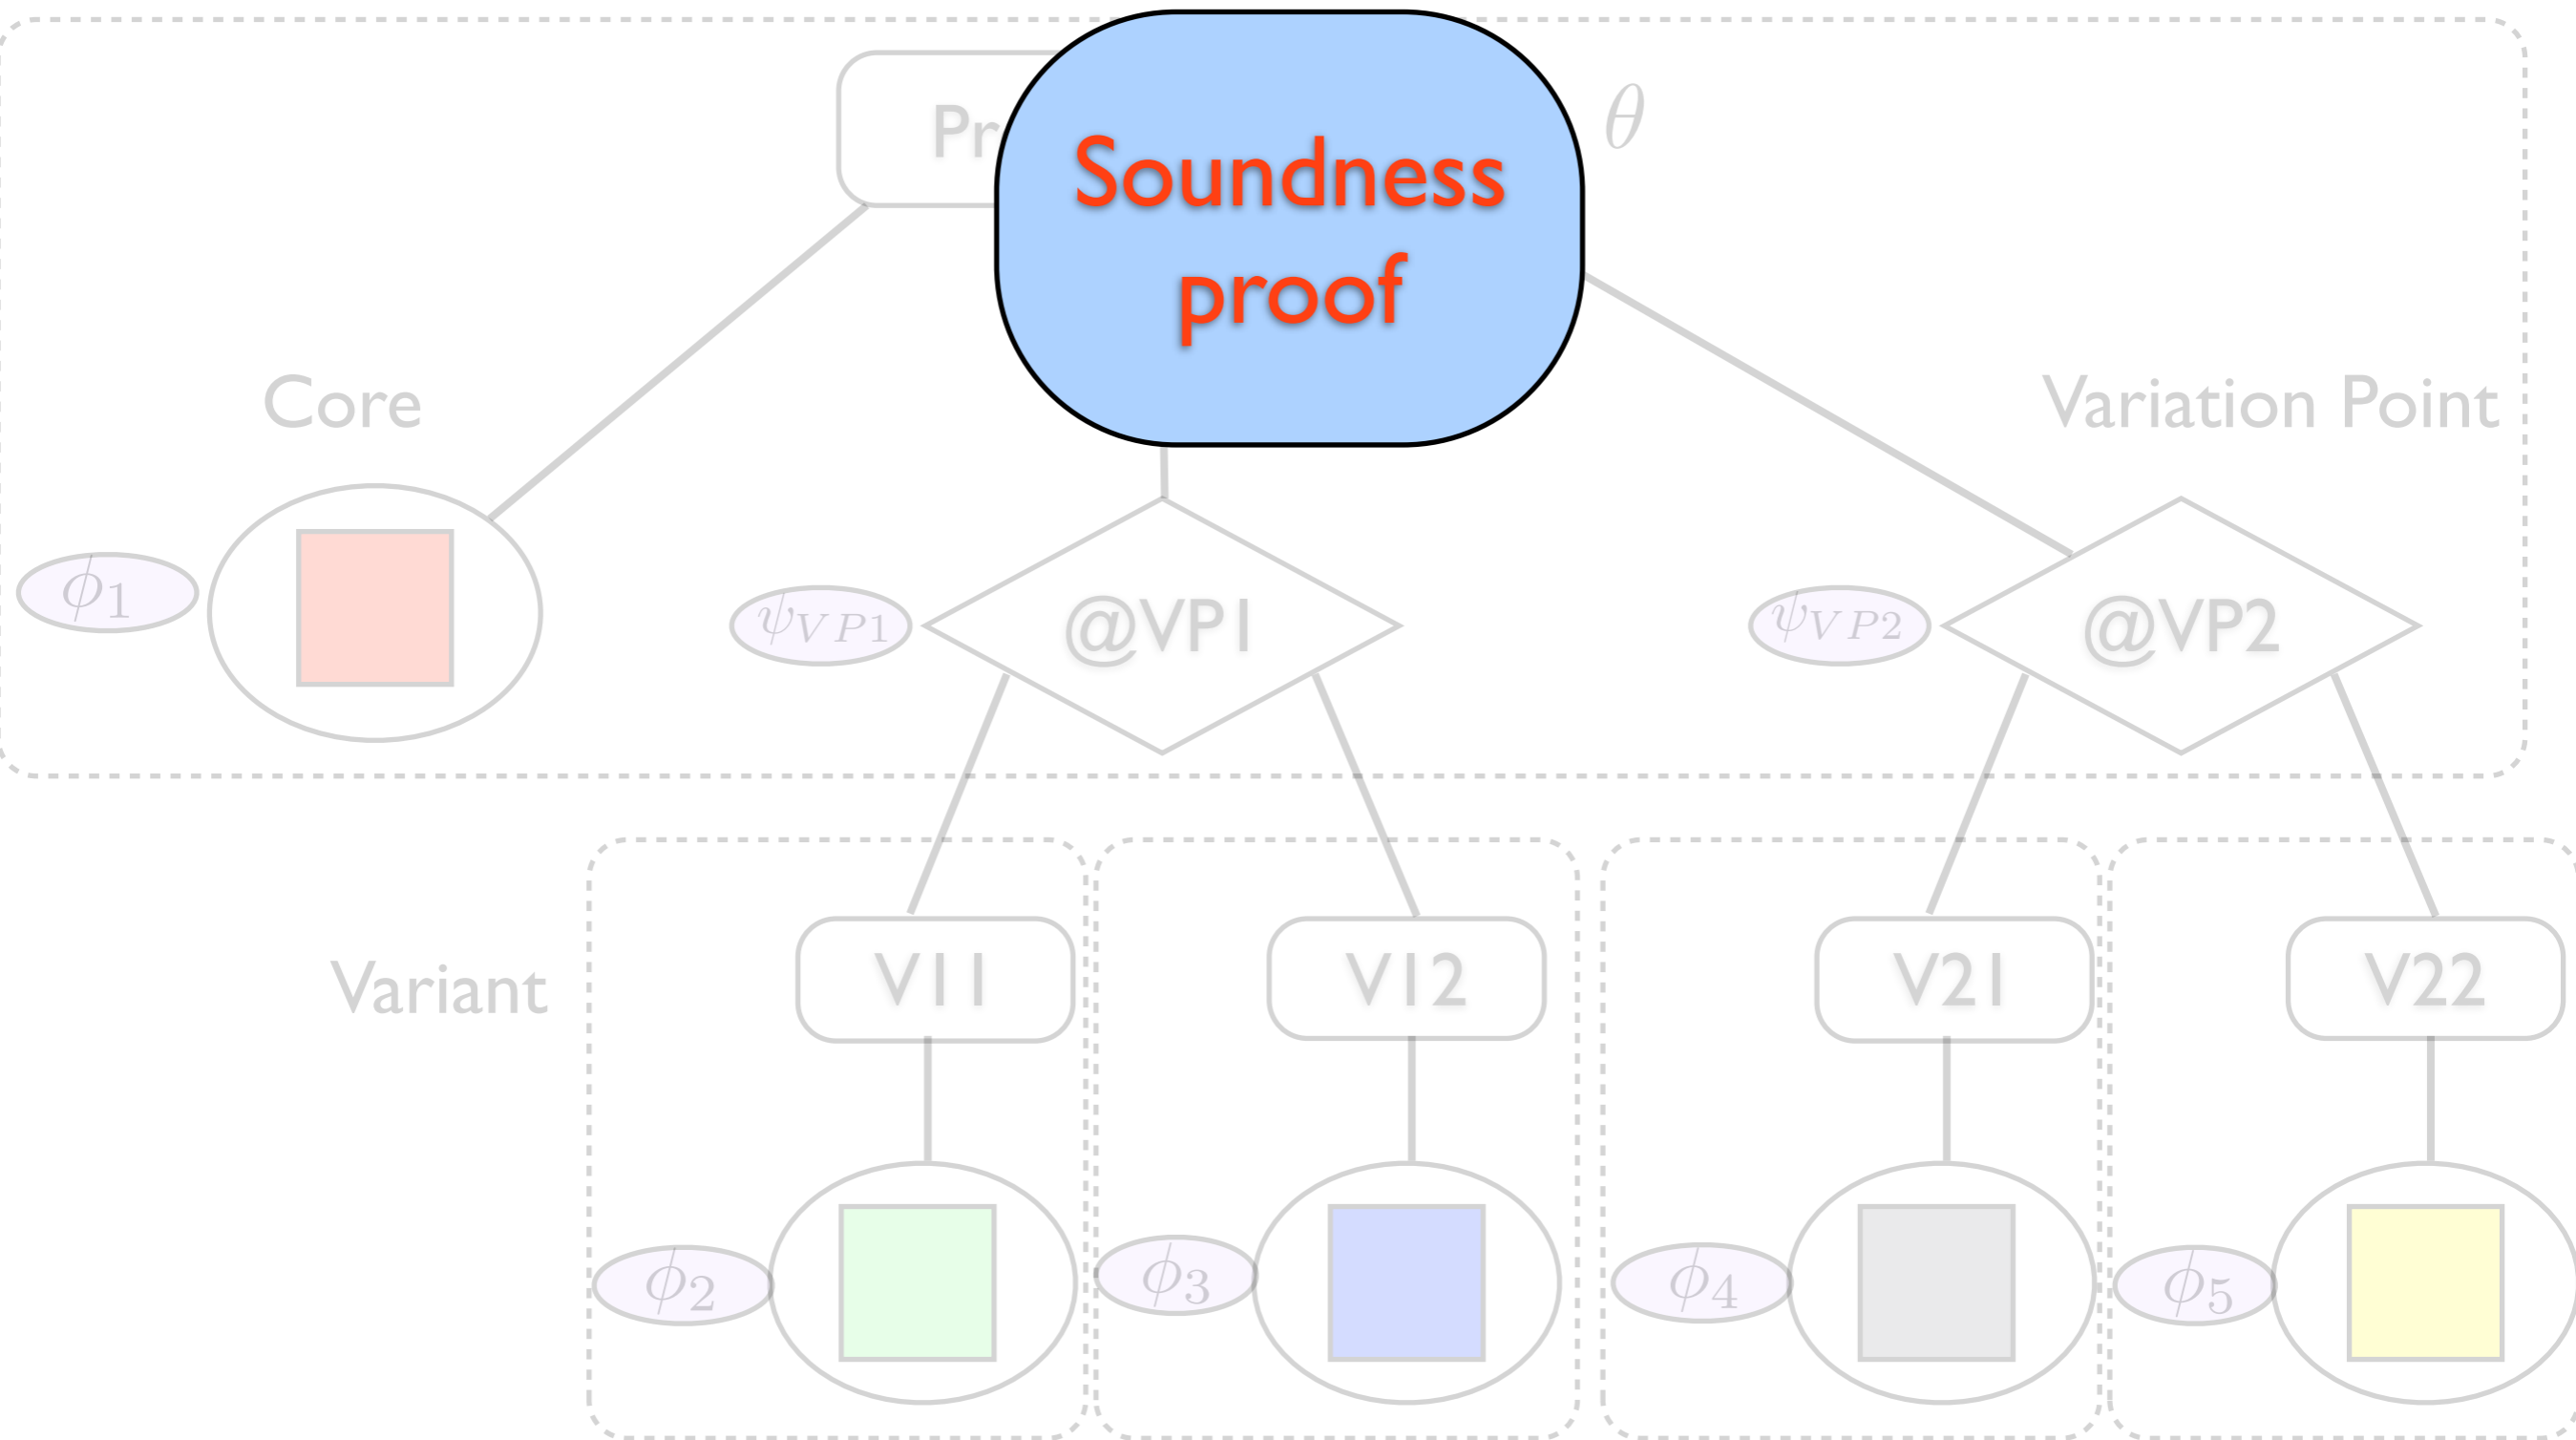 Pr
Soundness
proof
θ
Core
Variation Point
ϕ1
ψVP1
@VP1
ψVP2
@VP2
Variant
V11
V12
V21
V22
ϕ2
ϕ3
ϕ4
ϕ5